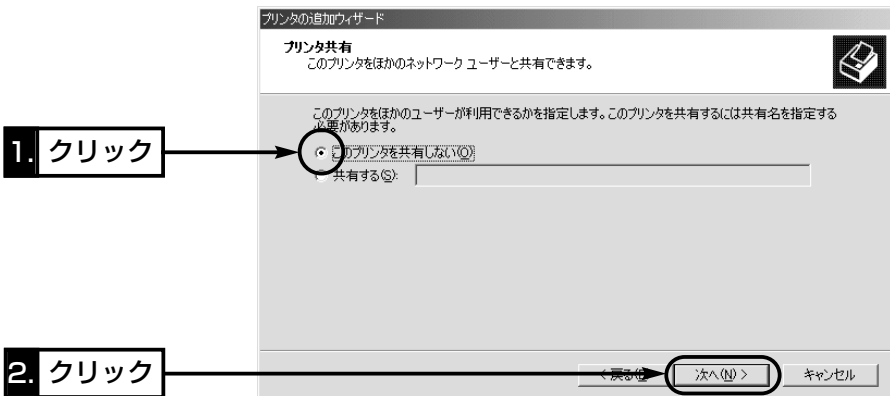 プリンタの追加ウィザード
プリンタ共有
このプリンタをほかのネットワーク ユーザーと共有できます。
このプリンタをほかのユーザーが利用できるかを指定します。このプリンタを共有するには共有名を指定する
必要があります。
1. クリック
このプリンタを共有しない(O)
共有する(S):
2. クリック
< 戻る
次へ(N) >
キャンセル